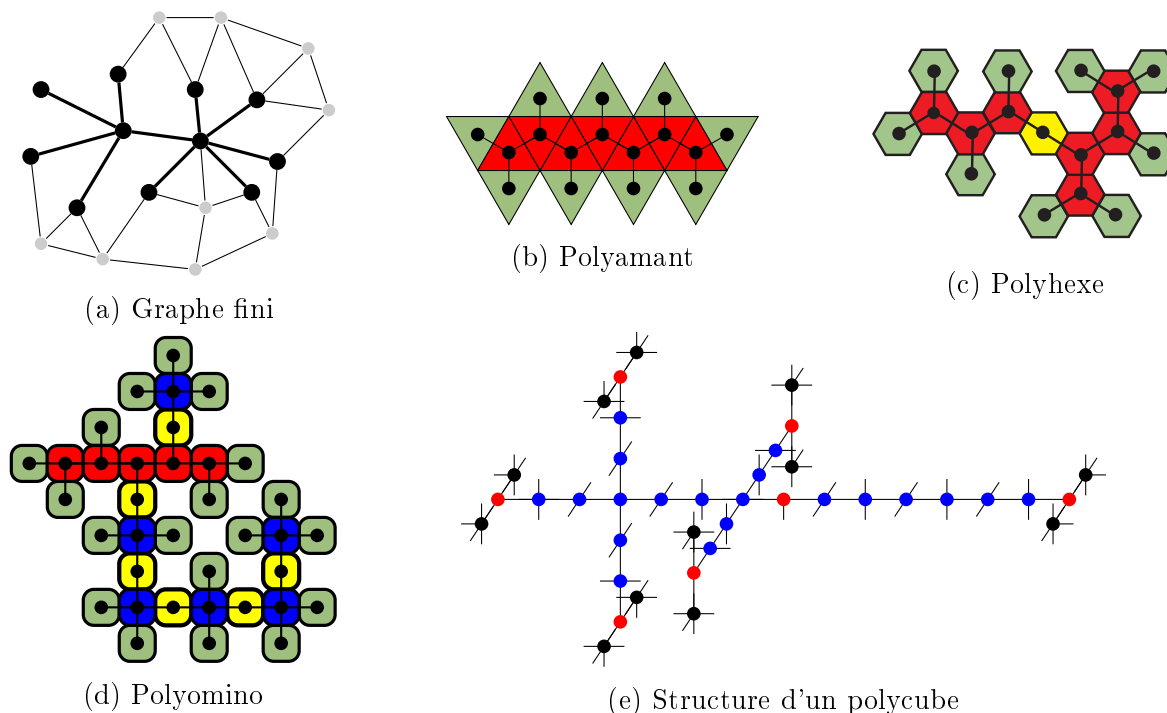 (a) Graphe fini
(b) Polyamant
(c) Polyhexe
(d) Polyomino
(e) Structure d'un polycube